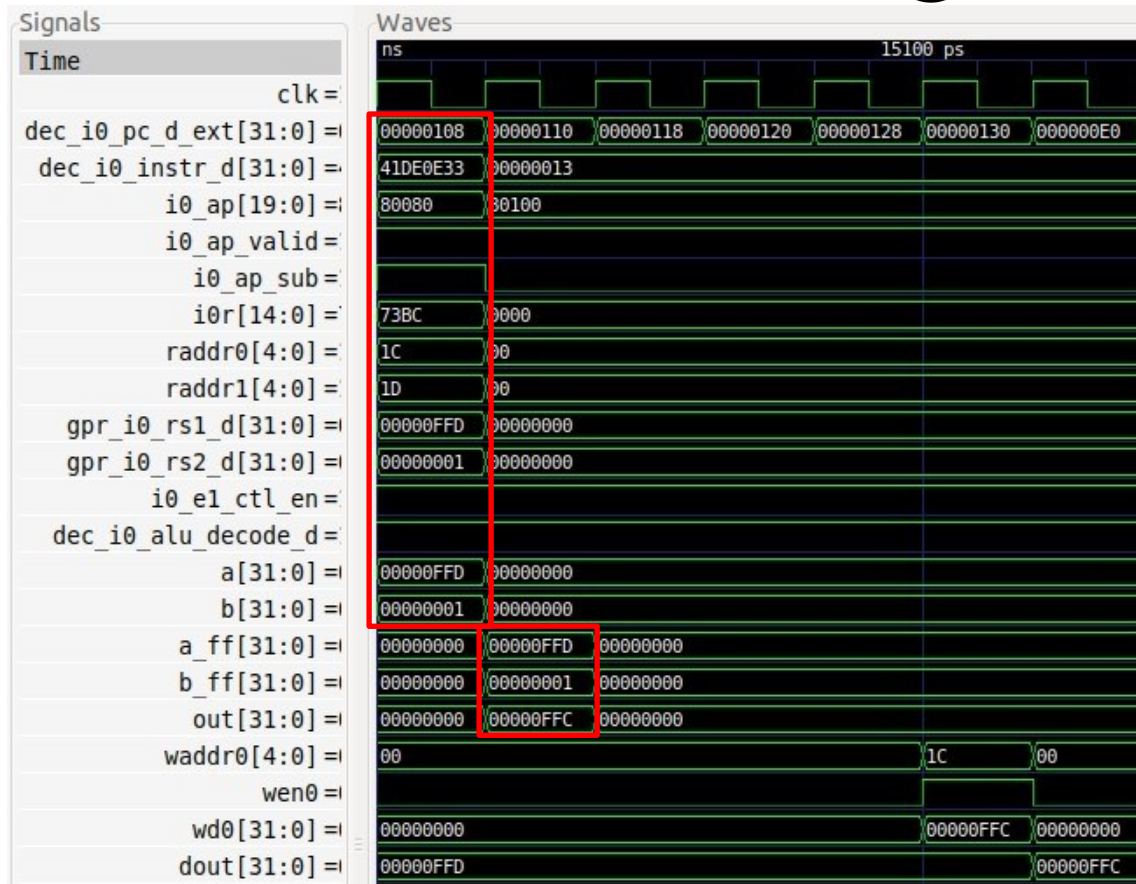 Signals Waves
Time ns 15100 ps
clk =
dec_i0_pc_d_ext[31:0] = 00000108 00000110 00000118 00000120 00000128 00000130 000000E0
dec_i0_instr_d[31:0] = 41DE0E33 00000013
i0_ap[19:0] = 80080 80100
i0_ap_valid =
i0_ap_sub =
i0r[14:0] = 73BC 0000
raddr0[4:0] = 1C 00
raddr1[4:0] = 1D 00
gpr_i0_rs1_d[31:0] = 00000FFD 00000000
gpr_i0_rs2_d[31:0] = 00000001 00000000
i0_e1_ctl_en =
dec_i0_alu_decode_d =
a[31:0] = 00000FFD 00000000
b[31:0] = 00000001 00000000
a_ff[31:0] = 00000000 00000FFD 00000000
b_ff[31:0] = 00000000 00000001 00000000
out[31:0] = 00000000 00000FFC 00000000
waddr0[4:0] = 00 1C 00
wen0 =
wd0[31:0] = 00000000 00000FFC 00000000
dout[31:0] = 00000FFD 00000FFC